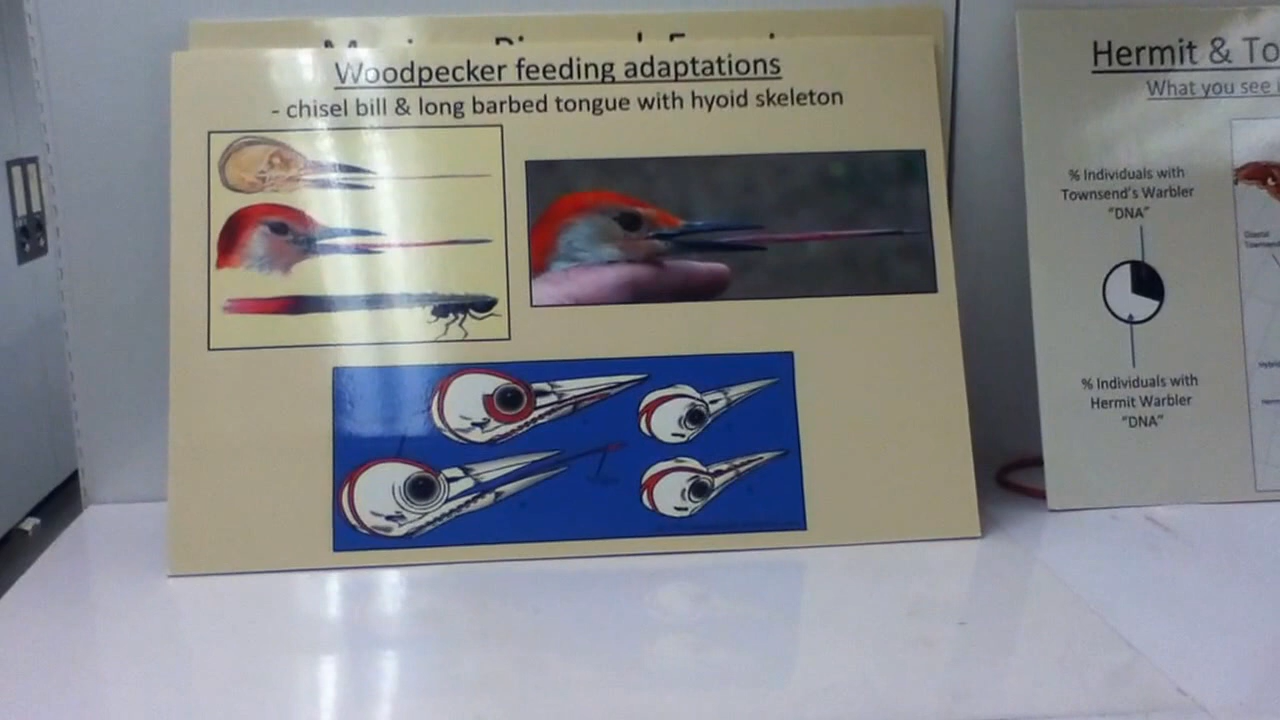 Woodpecker feeding adaptations
- chisel bill & long barbed tongue with hyoid skeleton
Hermit & To
What you see
% Individuals with
Townsend's Warbler
"DNA"
% Individuals with
Hermit Warbler
"DNA"